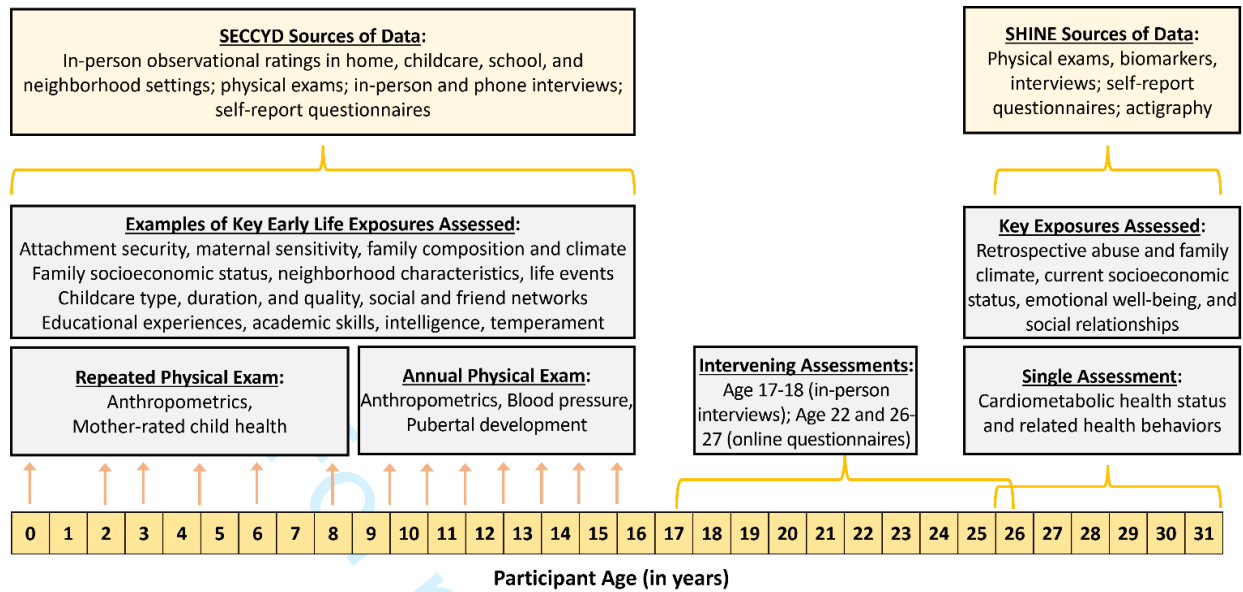 SECCYD Sources of Data:
In-person observational ratings in home, childcare, school, and
neighborhood settings; physical exams; in-person and phone interviews;
self-report questionnaires
SHINE Sources of Data:
Physical exams, biomarkers,
interviews; self-report
questionnaires; actigraphy
Examples of Key Early Life Exposures Assessed:
Attachment security, maternal sensitivity, family composition and climate
Family socioeconomic status, neighborhood characteristics, life events
Childcare type, duration, and quality, social and friend networks
Educational experiences, academic skills, intelligence, temperament
Key Exposures Assessed:
Retrospective abuse and family
climate, current socioeconomic
status, emotional well-being, and
social relationships
Repeated Physical Exam:
Anthropometrics,
Mother-rated child health
Annual Physical Exam:
Anthropometrics, Blood pressure,
Pubertal development
Intervening Assessments:
Age 17-18 (in-person
interviews); Age 22 and 26-
27 (online questionnaires)
Single Assessment:
Cardiometabolic health status
and related health behaviors
0 1 2 3 4 5 6 7 8 9 10 11 12 13 14 15 16 17 18 19 20 21 22 23 24 25 26 27 28 29 30 31
Participant Age (in years)